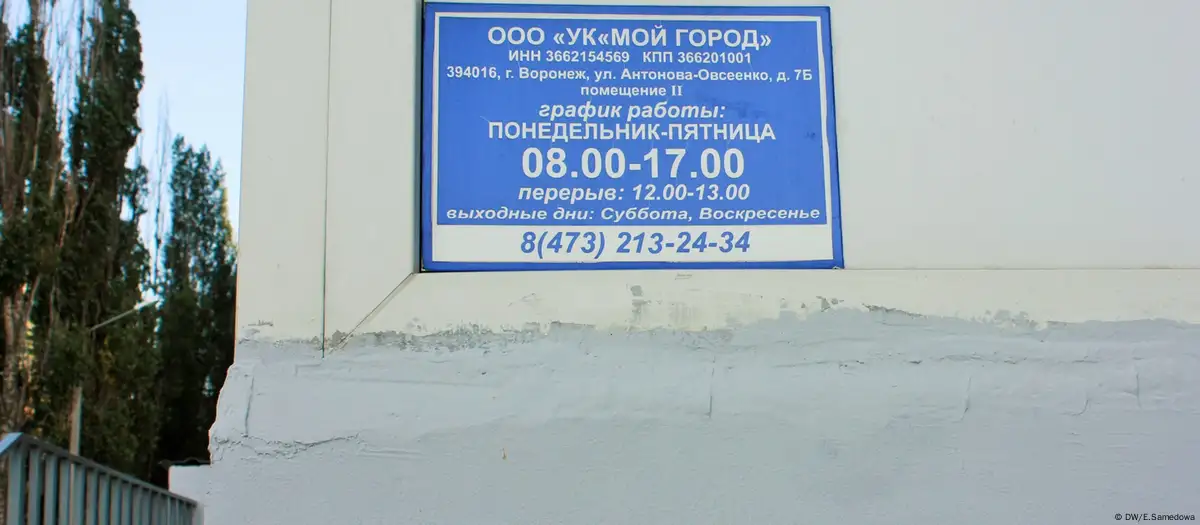 ООО «УК«МОЙ ГОРОД»
ИНН 3662154569 КПП 366201001
394016, г. Воронеж, ул. Антонова-Овсеенко, д. 7Б
помещение II
график работы:
ПОНЕДЕЛЬНИК-ПЯТНИЦА
08.00-17.00
перерыв: 12.00-13.00
выходные дни: Суббота, Воскресенье
8(473) 213-24-34
© DW/E.Samedowa